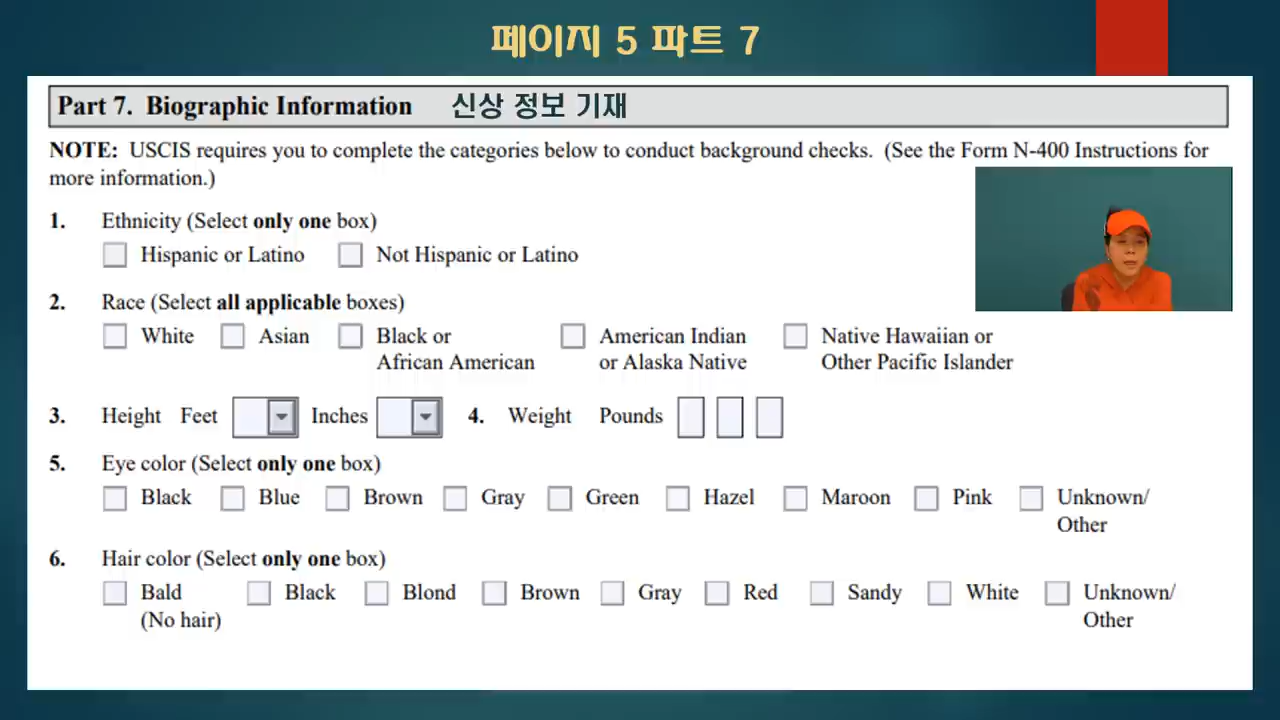 페이지 5 파트 7
Part 7. Biographic Information 신상 정보 기재
NOTE: USCIS requires you to complete the categories below to conduct background checks. (See the Form N-400 Instructions for
more information.)
1. Ethnicity (Select only one box)
Hispanic or Latino Not Hispanic or Latino
2. Race (Select all applicable boxes)
White Asian Black or American Indian Native Hawaiian or
African American or Alaska Native Other Pacific Islander
3. Height Feet Inches 4. Weight Pounds
5. Eye color (Select only one box)
Black Blue Brown Gray Green Hazel Maroon Pink Unknown/
Other
6. Hair color (Select only one box)
Bald Black Blond Brown Gray Red Sandy White Unknown/
(No hair) Other